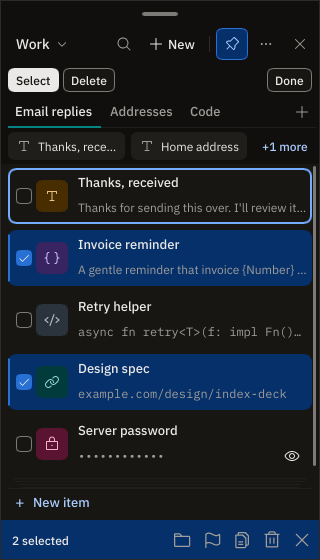 Work
New
Select
Delete
Done
Email replies
Addresses
Code
Thanks, rece...
Home address
+1 more
Thanks, received
Thanks for sending this over. I'll review it...
Invoice reminder
A gentle reminder that invoice {Number} ...
Retry helper
async fn retry<T>(f: impl Fn()...
Design spec
example.com/design/index-deck
Server password
••••••••••••
+ New item
2 selected